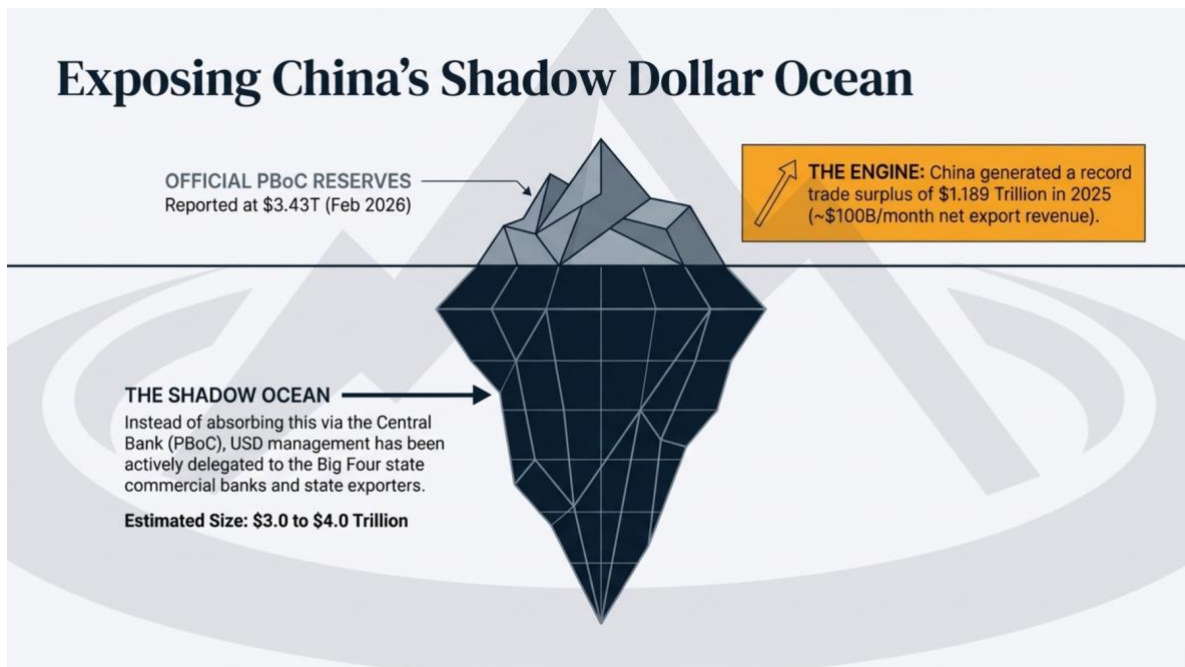 Exposing China's Shadow Dollar Ocean
OFFICIAL PBoC RESERVES
Reported at $3.43T (Feb 2026)
THE ENGINE: China generated a record
trade surplus of $1.189 Trillion in 2025
(~$100B/month net export revenue).
THE SHADOW OCEAN
Instead of absorbing this via the Central
Bank (PBoC), USD management has been
actively delegated to the Big Four state
commercial banks and state exporters.
Estimated Size: $3.0 to $4.0 Trillion